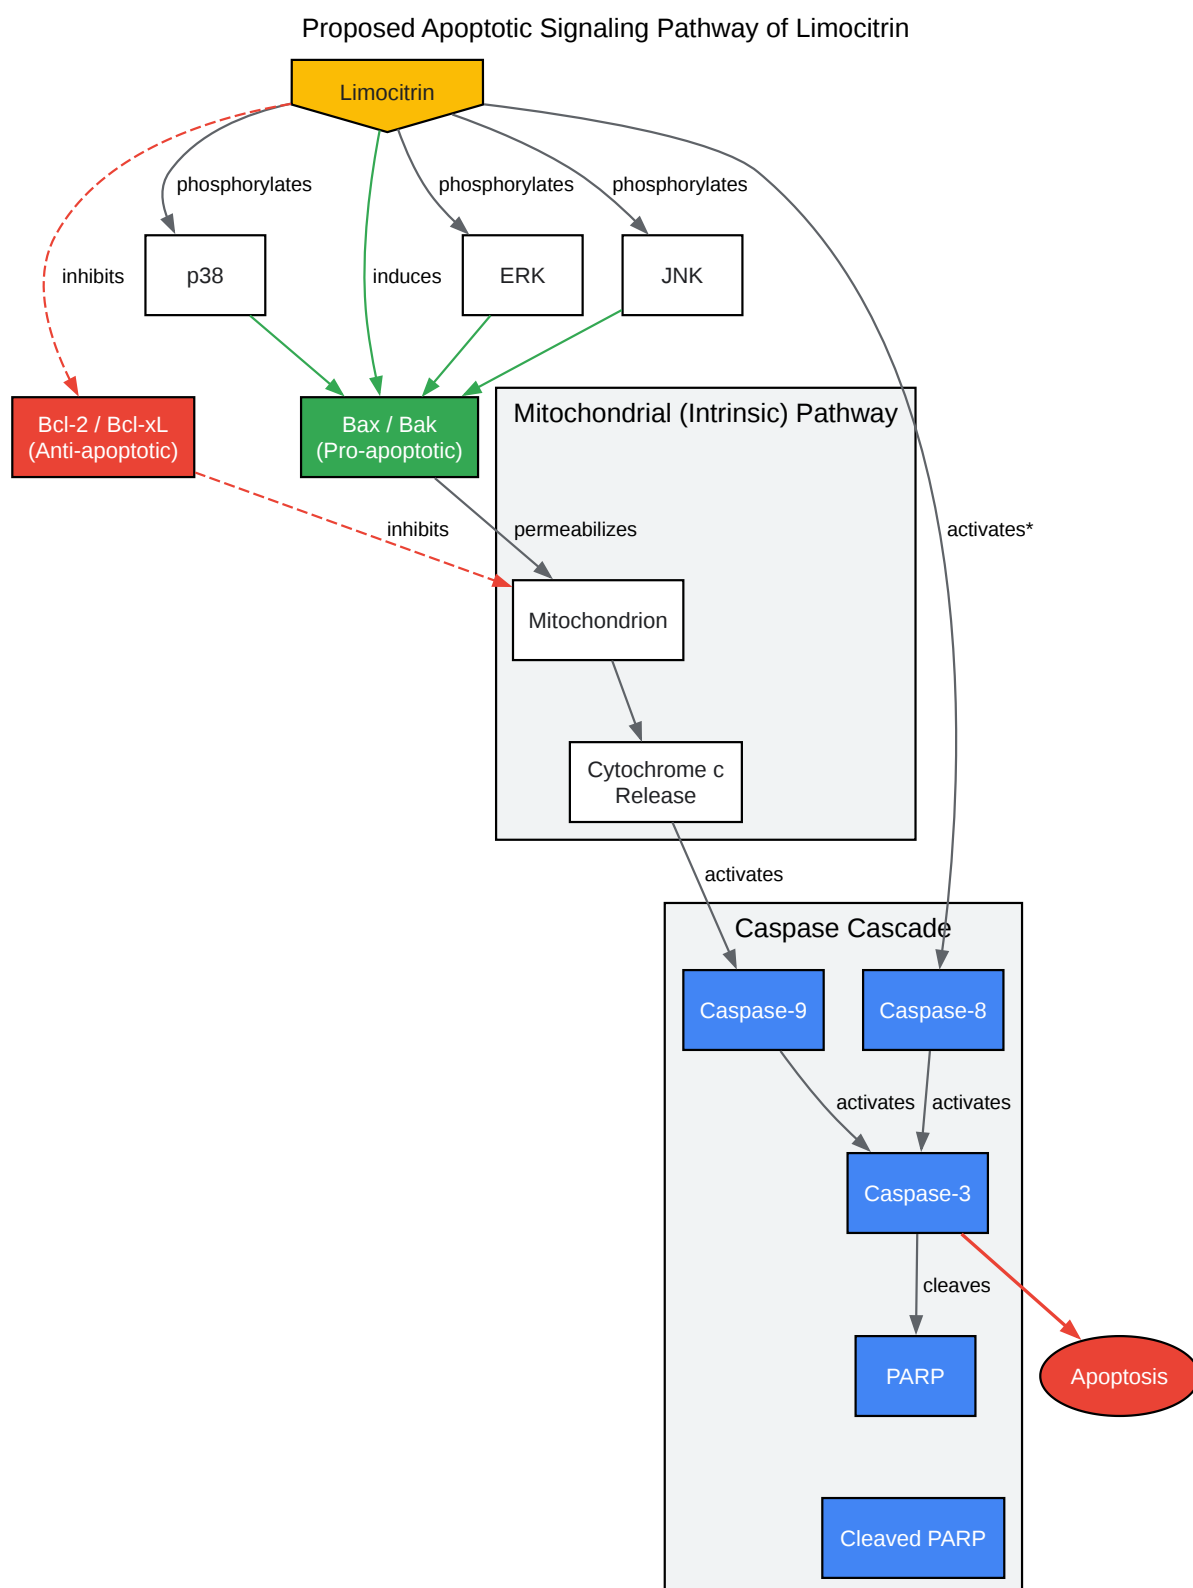 Proposed Apoptotic Signaling Pathway of Limocitrin
Limocitrin
phosphorylates
phosphorylates
phosphorylates
inhibits
p38
induces
ERK
JNK
Bcl-2 / Bcl-xL
(Anti-apoptotic)
Bax / Bak
(Pro-apoptotic)
Mitochondrial (Intrinsic) Pathway
inhibits
permeabilizes
activates*
Mitochondrion
Cytochrome c
Release
activates
Caspase Cascade
Caspase-9
Caspase-8
activates
activates
Caspase-3
cleaves
PARP
Apoptosis
Cleaved PARP